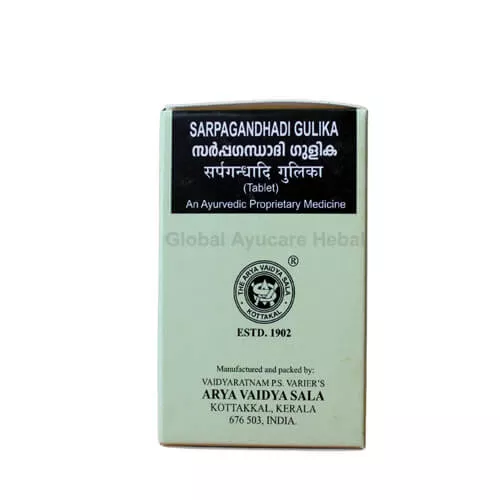 SARPAGANDHADI GULIKA
സർപ്പഗന്ധാദി ഗുളിക
सर्पगन्धादि गुलिका
(Tablet)
An Ayurvedic Proprietary Medicine
Global Ayucare Hebal
®
THE ARYA VAIDYA SALA
KOTTAKAL
ESTD. 1902
Manufactured and packed by:
VAIDYARATNAM P.S. VARIER'S
ARYA VAIDYA SALA
KOTTAKKAL, KERALA
676 503, INDIA.